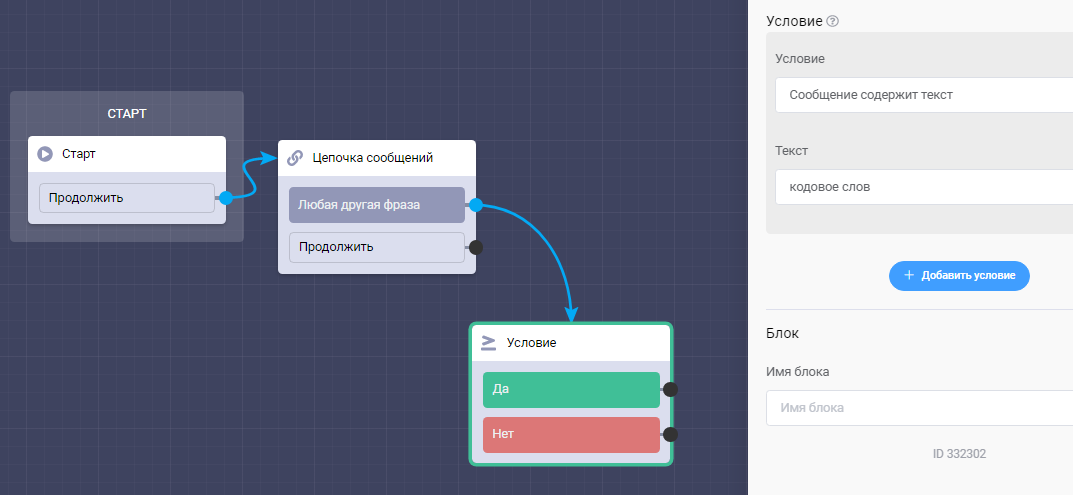 СТАРТ
Старт
Продолжить
Цепочка сообщений
Любая другая фраза
Продолжить
Условие
Да
Нет
Условие ?
Условие
Сообщение содержит текст
Текст
кодовое слов
+ Добавить условие
Блок
Имя блока
Имя блока
ID 332302